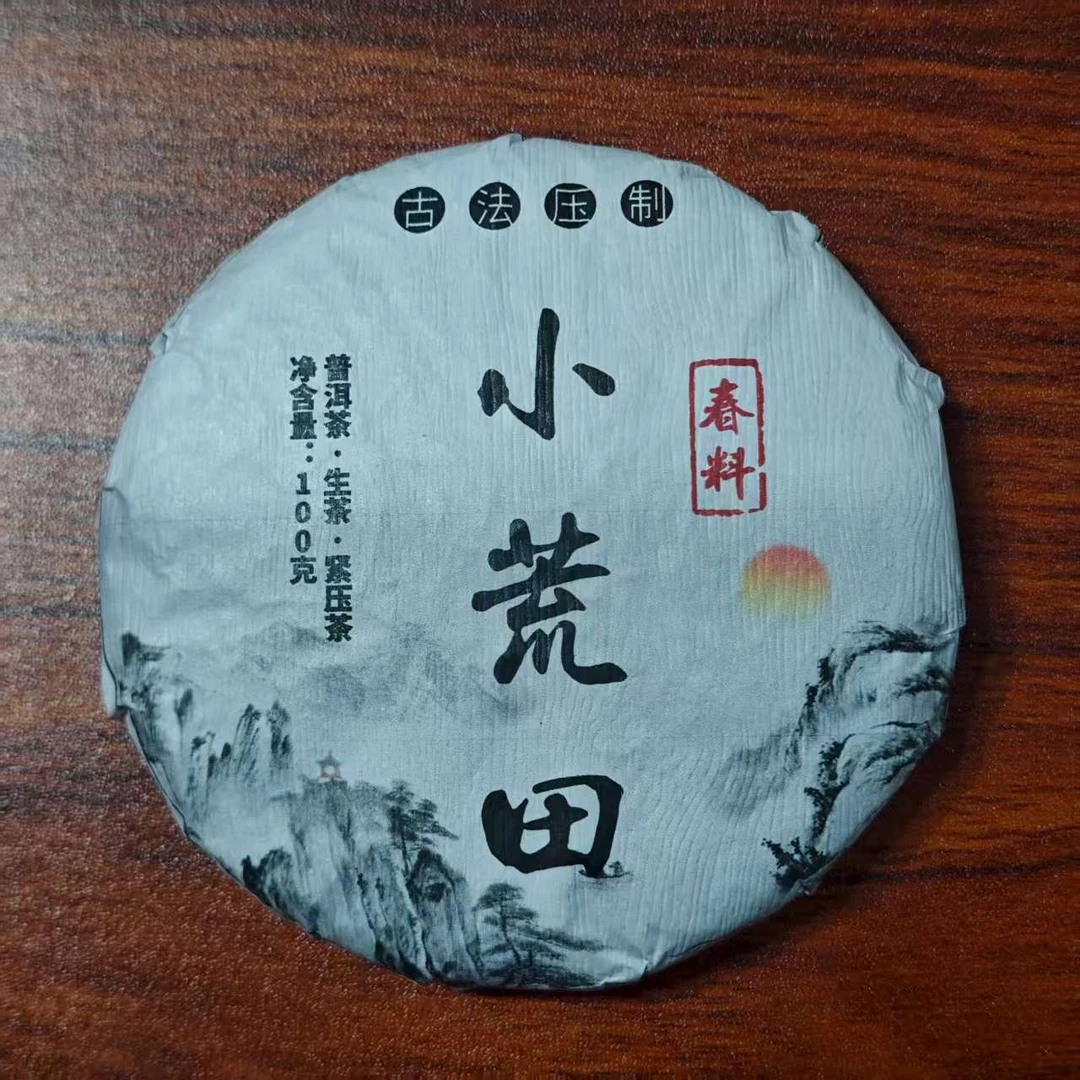 古法压制
小荒田
春料
普洱茶·生茶·紧压茶
净含量:100克